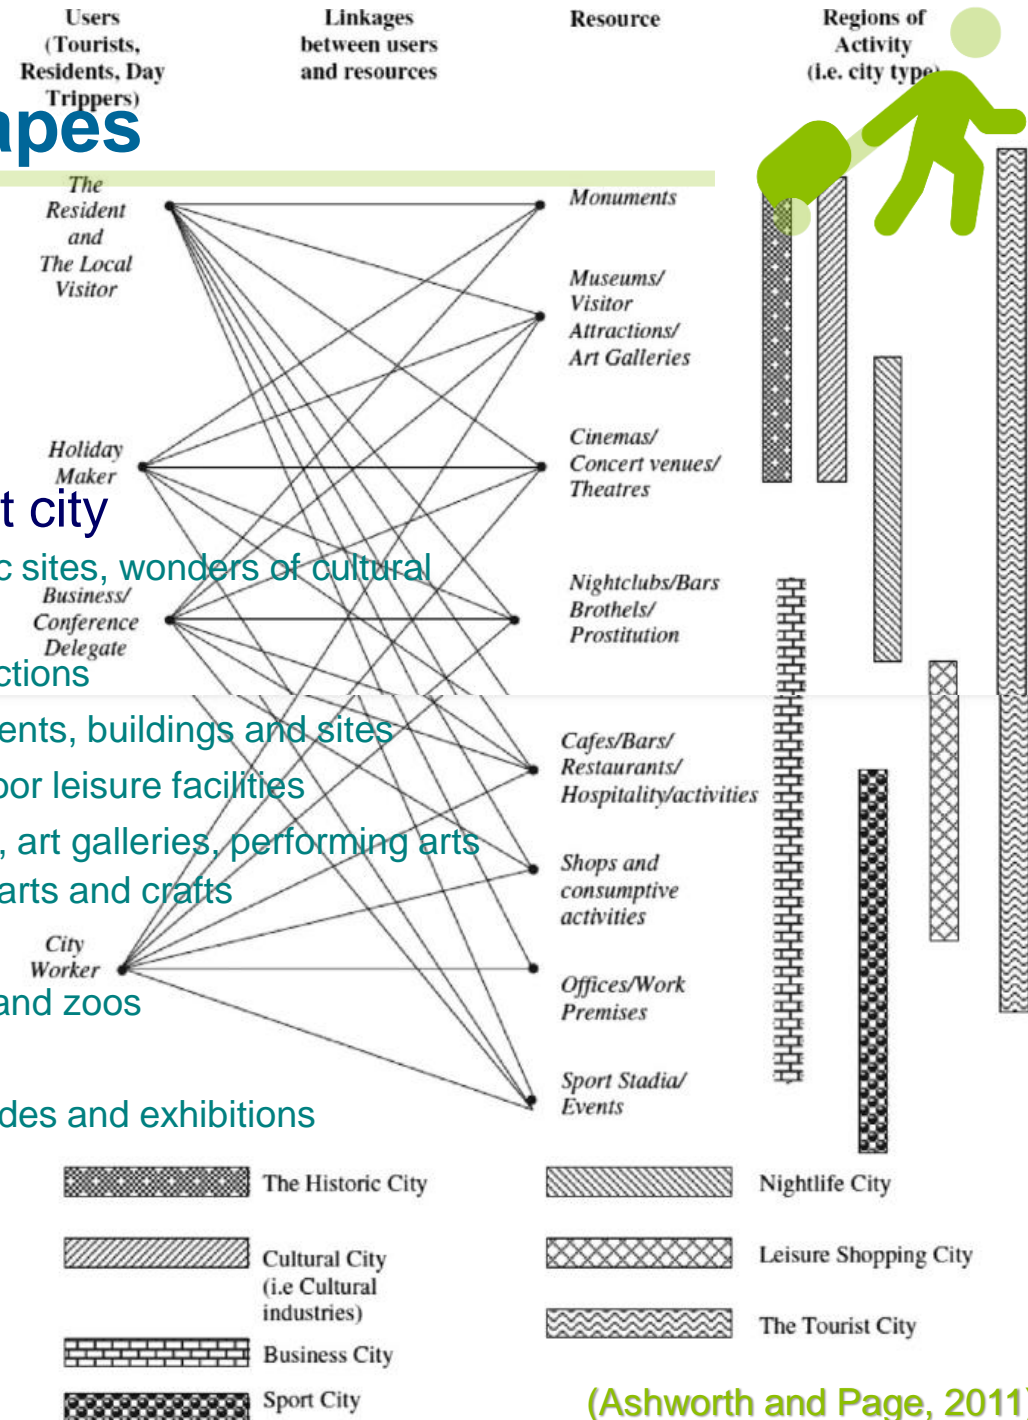 Users
(Tourists,
Residents, Day
Trippers)
Linkages
between users
and resources
Resource
Regions of
Activity
(i.e. city type)
apes
The
Resident
and
The Local
Visitor
Monuments
Museums/
Visitor
Attractions/
Art Galleries
Holiday
Maker
Cinemas/
Concert venues/
Theatres
t city
c sites, wonders of cultural
Business/
Conference
Delegate
Nightclubs/Bars
Brothels/
Prostitution
ctions
ents, buildings and sites
oor leisure facilities
, art galleries, performing arts
arts and crafts
Cafes/Bars/
Restaurants/
Hospitality/activities
Shops and
consumptive
activities
City
Worker
and zoos
Offices/Work
Premises
des and exhibitions
Sport Stadia/
Events
The Historic City
Nightlife City
Cultural City
(i.e Cultural
industries)
Leisure Shopping City
The Tourist City
Business City
Sport City
(Ashworth and Page, 2011)